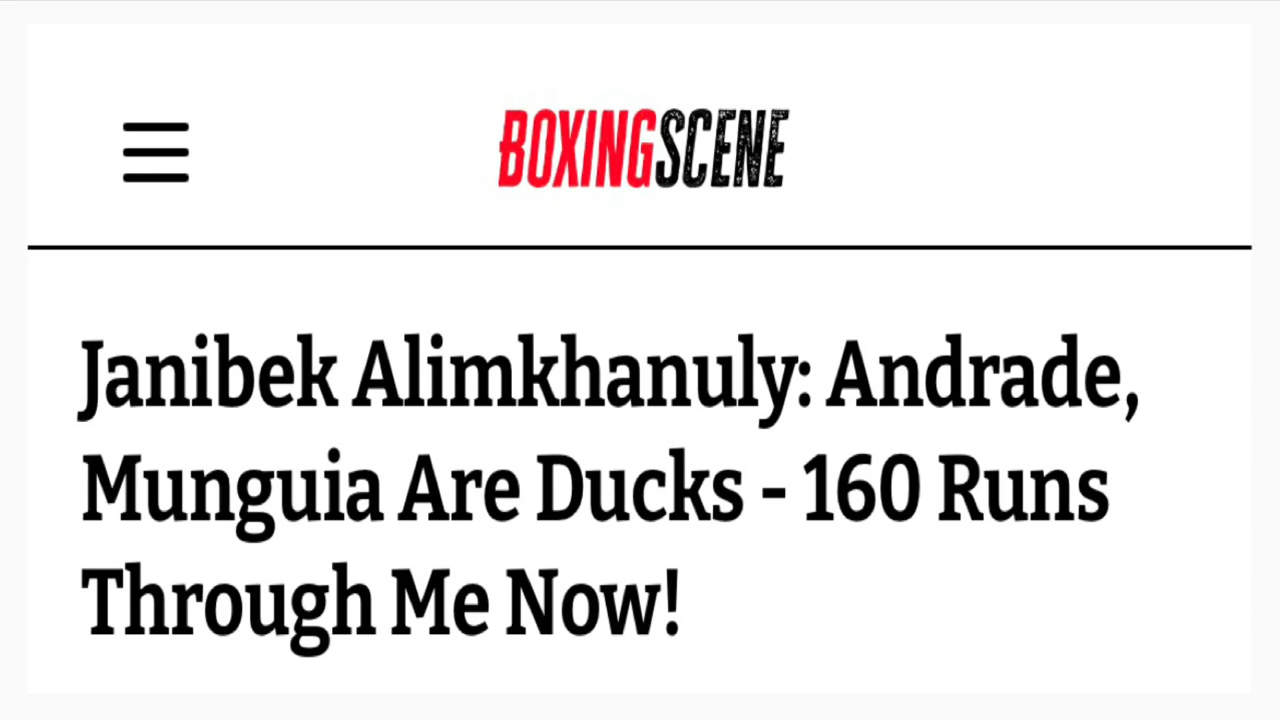 BOXINGSCENE
Janibek Alimkhanuly: Andrade,
Munguia Are Ducks - 160 Runs
Through Me Now!